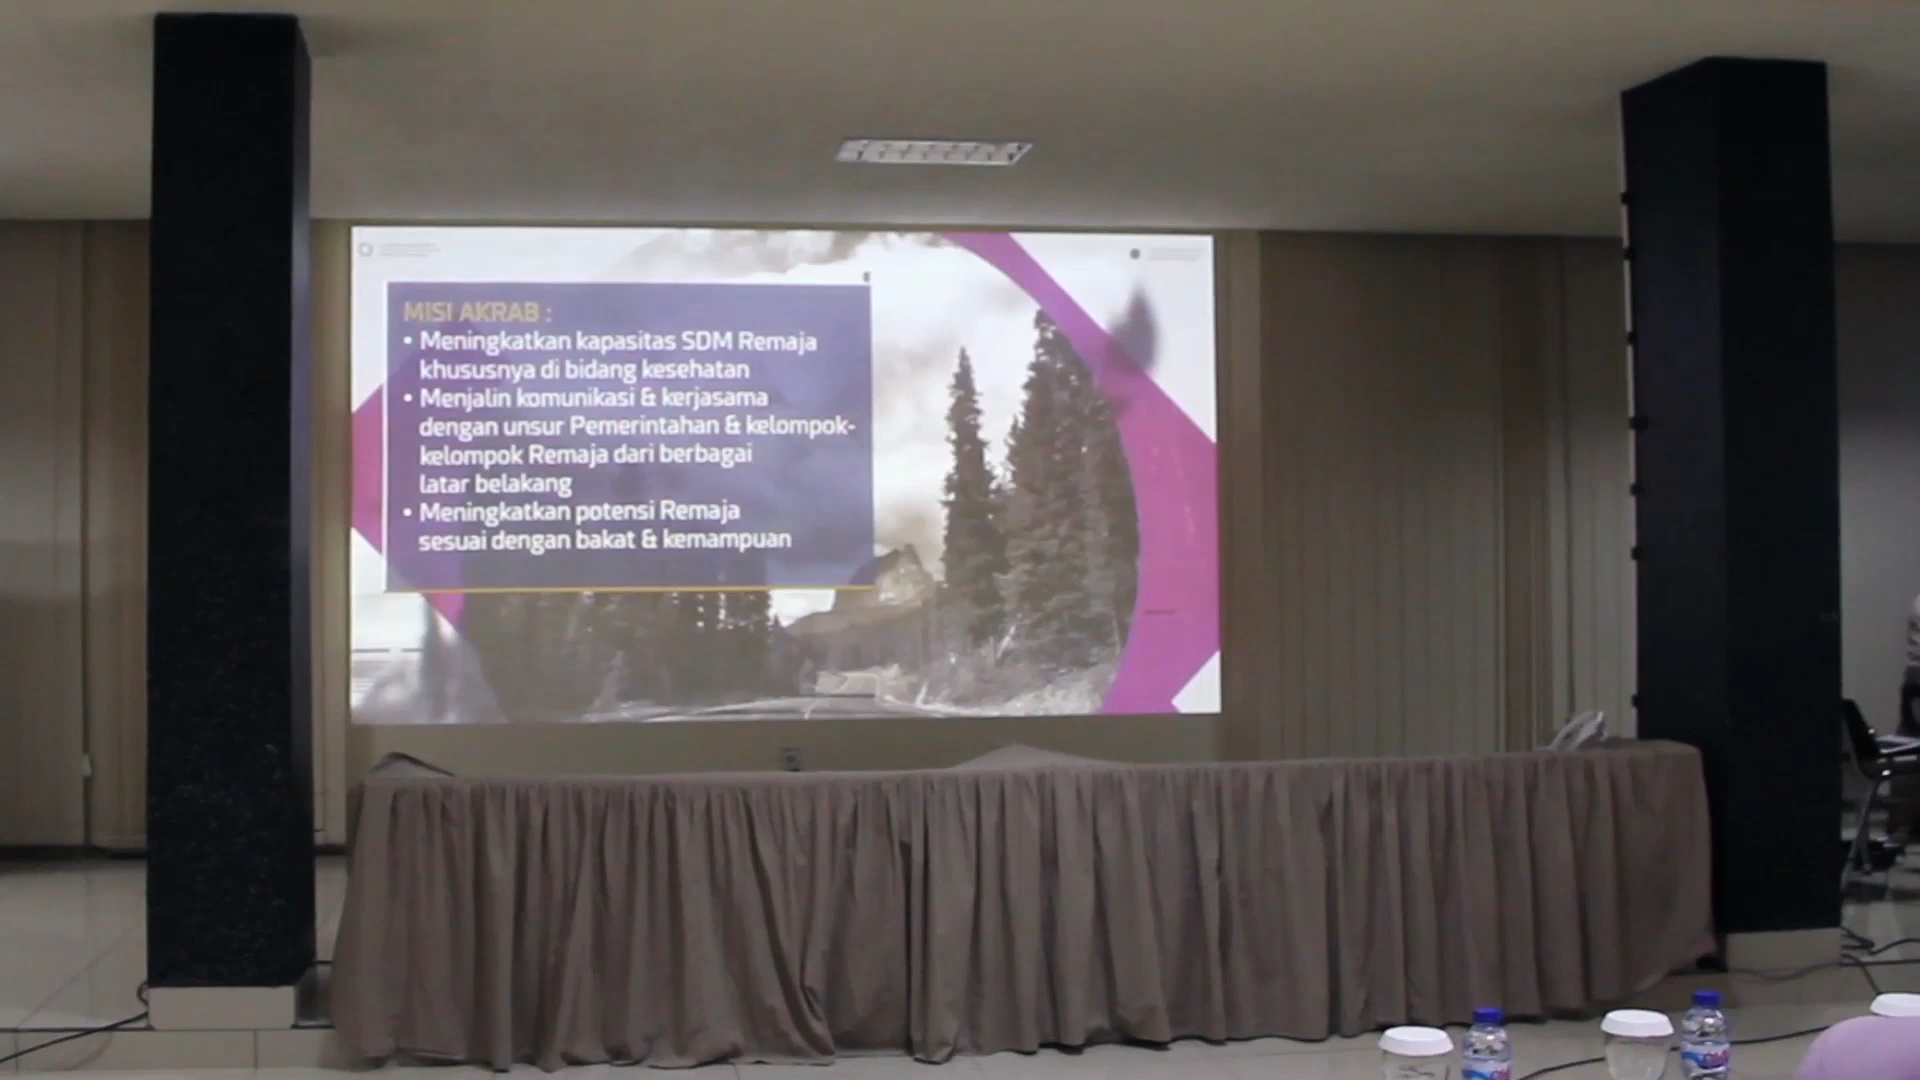 MISI AKRAB :
• Meningkatkan kapasitas SDM Remaja
khususnya di bidang kesehatan
• Menjalin komunikasi & kerjasama
dengan unsur Pemerintahan & kelompok-
kelompok Remaja dari berbagai
latar belakang
• Meningkatkan potensi Remaja
sesuai dengan bakat & kemampuan